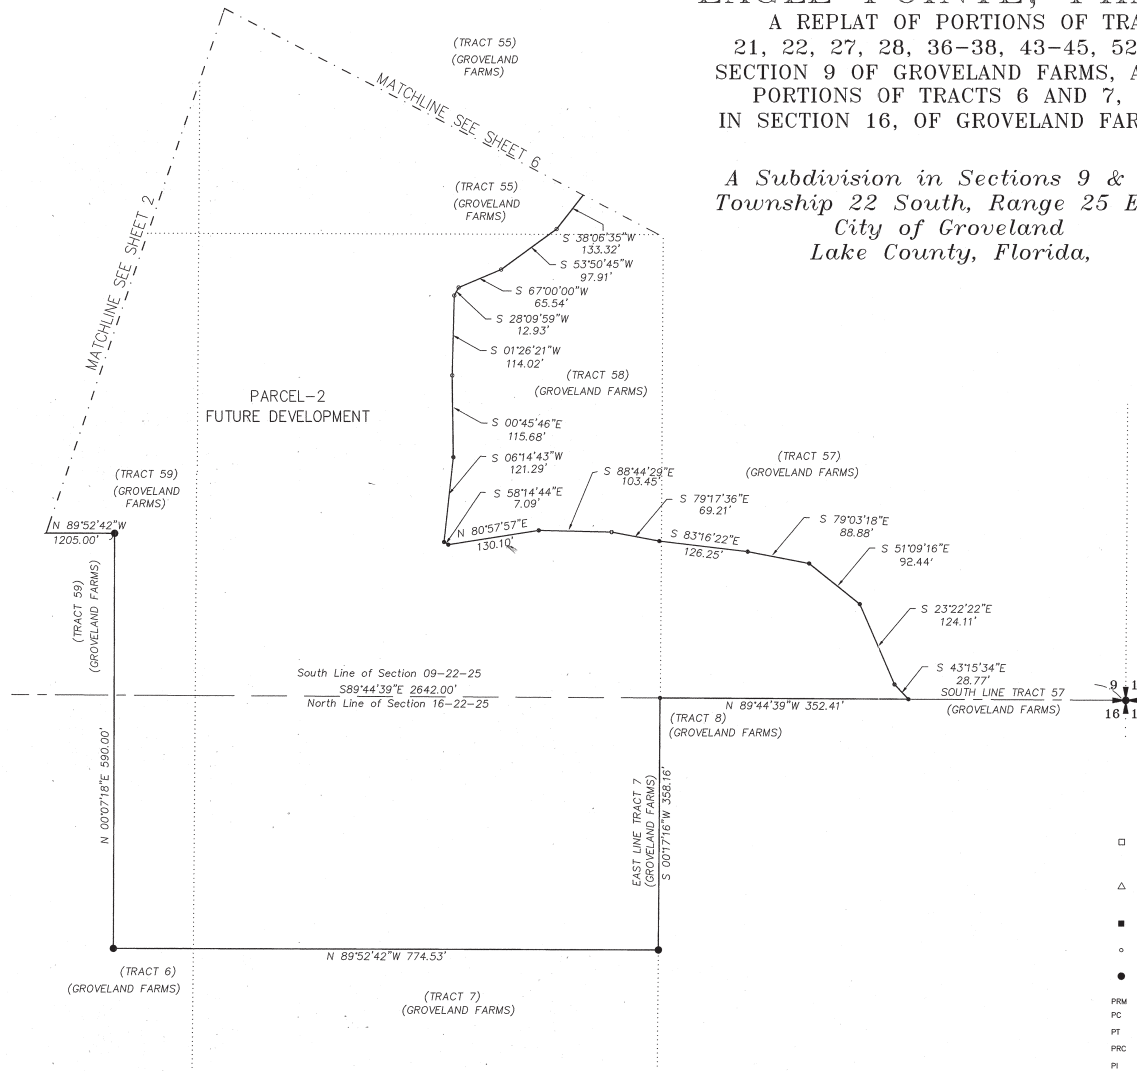 A REPLAT OF PORTIONS OF TRA
21, 22, 27, 28, 36-38, 43-45, 52
SECTION 9 OF GROVELAND FARMS, A
PORTIONS OF TRACTS 6 AND 7,
IN SECTION 16, OF GROVELAND FAR
A Subdivision in Sections 9 &
Township 22 South, Range 25 E
City of Groveland
Lake County, Florida,
(TRACT 55)
(GROVELAND
FARMS)
MATCHLINE SEE SHEET 6
MATCHLINE SEE SHEET 2
(TRACT 55)
(GROVELAND
FARMS)
S 38°06'35"W
133.32'
S 53°50'45"W
97.91'
S 67°00'00"W
65.54'
S 28°09'59"W
12.93'
S 01°26'21"W
114.02'
(TRACT 58)
(GROVELAND FARMS)
PARCEL-2
FUTURE DEVELOPMENT
S 00°45'46"E
115.68'
S 06°14'43"W
121.29'
S 58°14'44"E
7.09'
N 80°57'57"E
130.10'
S 88°44'29"E
103.45'
S 79°17'36"E
69.21'
(TRACT 57)
(GROVELAND FARMS)
S 83°16'22"E
126.25'
S 79°03'18"E
88.88'
S 51°09'16"E
92.44'
S 23°22'22"E
124.11'
S 43°15'34"E
28.77'
(TRACT 59)
(GROVELAND
FARMS)
N 89°52'42"W
1205.00'
(TRACT 59)
(GROVELAND FARMS)
South Line of Section 09-22-25
S89°44'39"E 2642.00'
North Line of Section 16-22-25
SOUTH LINE TRACT 57
(GROVELAND FARMS)
9 1
16 1
N 89°44'39"W 352.41'
(TRACT 8)
(GROVELAND FARMS)
N 00°07'18"E 590.00'
EAST LINE TRACT 7
(GROVELAND FARMS)
S 00°17'16"W 358.16'
N 89°52'42"W 774.53'
(TRACT 6)
(GROVELAND FARMS)
(TRACT 7)
(GROVELAND FARMS)
PRM
PC
PT
PRC
PI